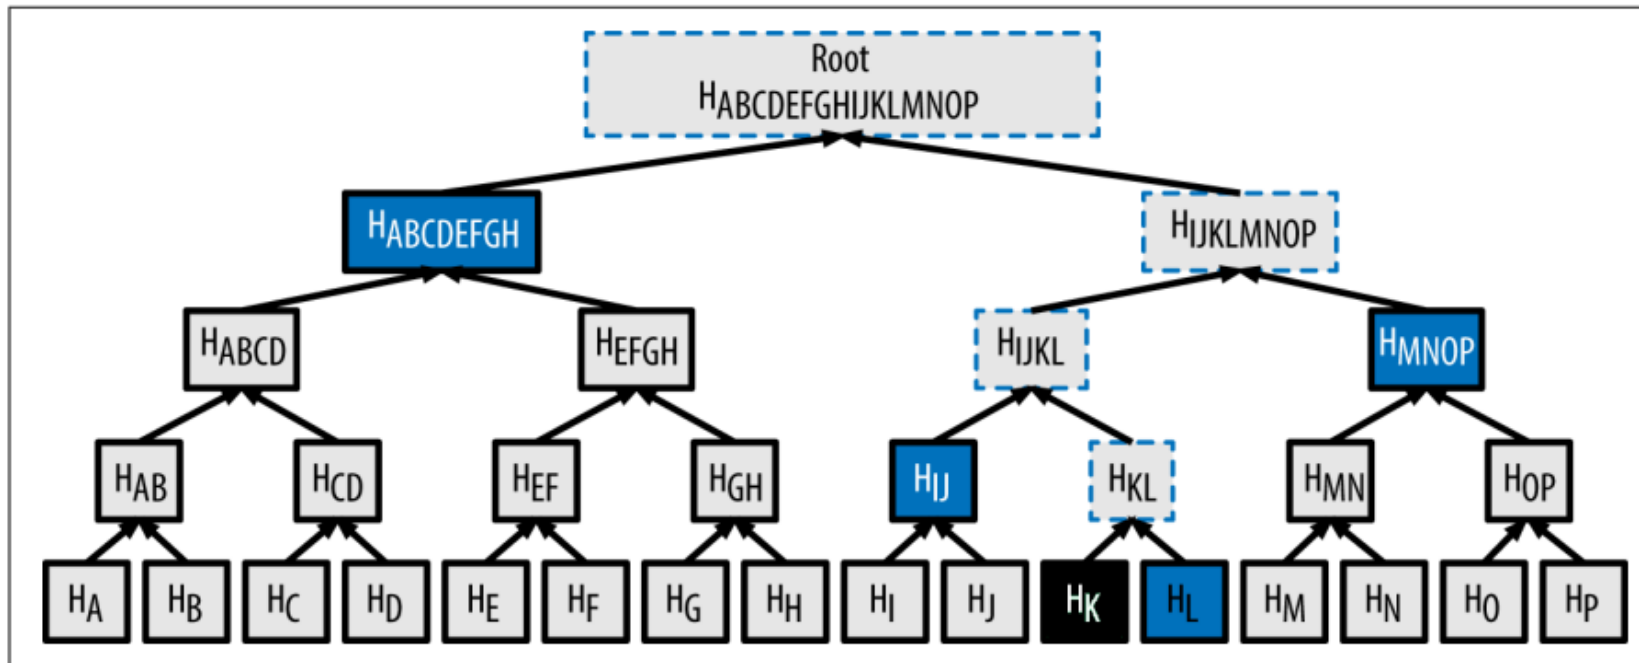 Root
HABCDEFGHIJKLMNOP
HABCDEFGH
HIJKLMNOP
HABCD
HEFGH
HIJKL
HMNOP
HAB
HCD
HEF
HGH
HIJ
HKL
HMN
HOP
HA
HB
HC
HD
HE
HF
HG
HH
HI
HJ
HK
HL
HM
HN
HO
HP